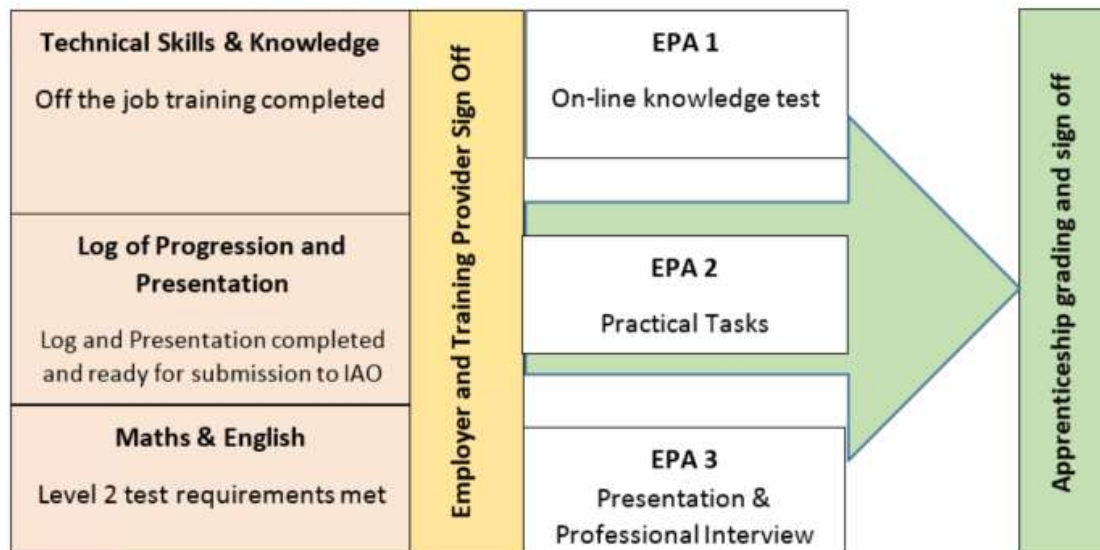 Technical Skills & Knowledge
Off the job training completed
Log of Progression and
Presentation
Log and Presentation completed
and ready for submission to IAO
Maths & English
Level 2 test requirements met
Employer and Training Provider Sign Off
EPA 1
On-line knowledge test
EPA 2
Practical Tasks
EPA 3
Presentation &
Professional Interview
Apprenticeship grading and sign off